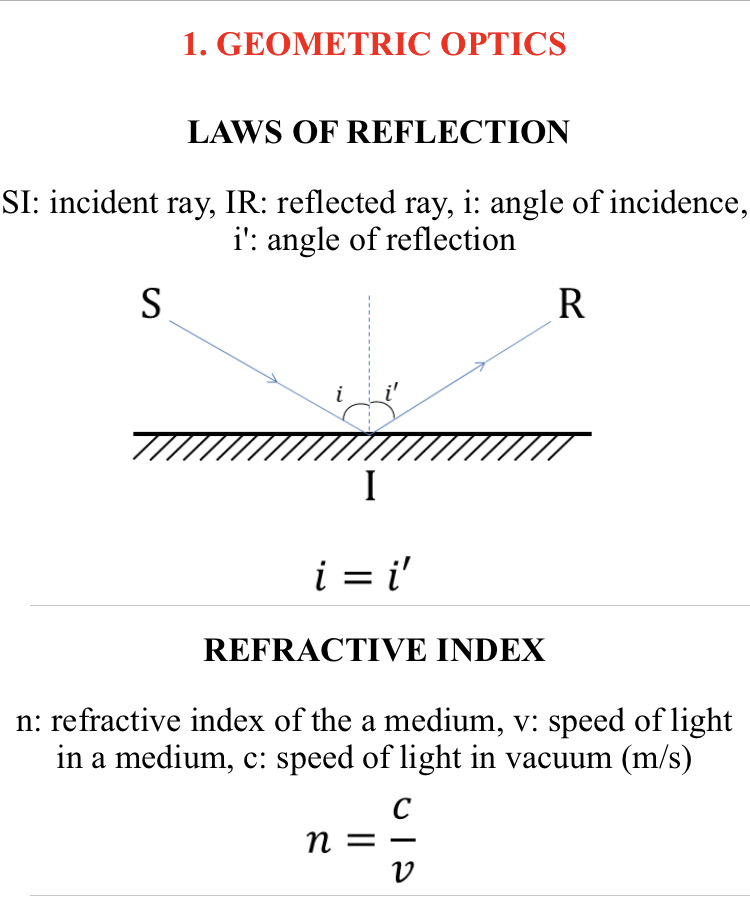 1. GEOMETRIC OPTICS
LAWS OF REFLECTION
SI: incident ray, IR: reflected ray, i: angle of incidence,
i': angle of reflection
S
R
i
i'
I
i = i'
REFRACTIVE INDEX
n: refractive index of the a medium, v: speed of light
in a medium, c: speed of light in vacuum (m/s)
n = c/v